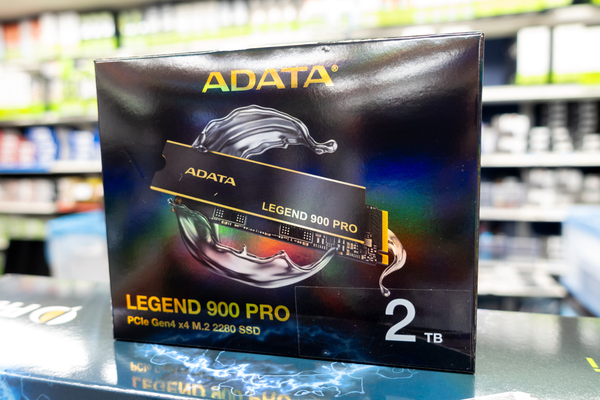 ADATA®
ADATA
LEGEND 900 PRO
LEGEND 900 PRO
PCIe Gen4 x4 M.2 2280 SSD
2 TB